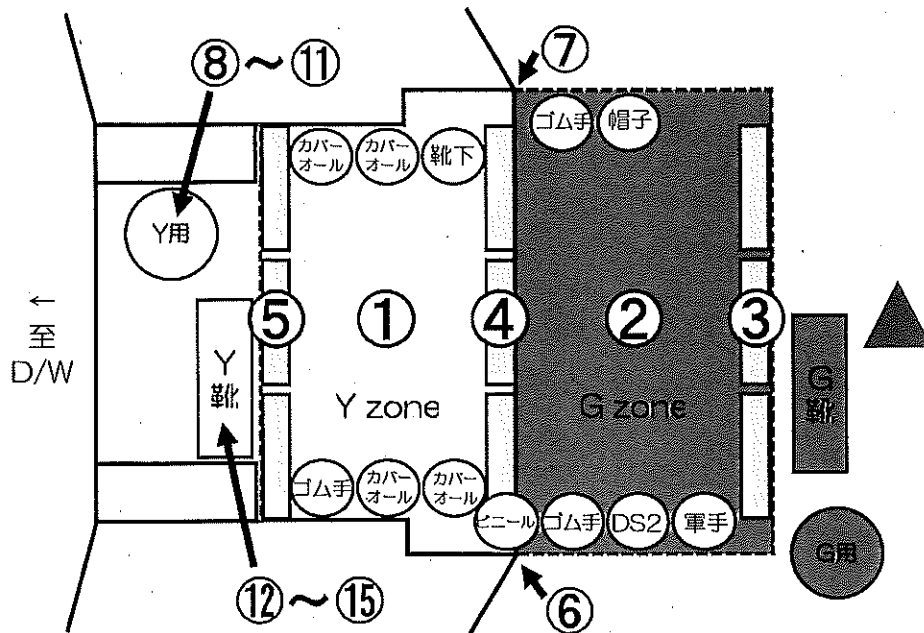 ⑧～⑪
⑦
ゴム手
帽子
カバーオール
カバーオール
靴下
Y用
←
至
D/W
⑤
①
④
②
③
Y
靴
G
靴
Y zone
G zone
ゴム手
カバーオール
カバーオール
ビニール
ゴム手
DS2
軍手
G用
⑫～⑮
⑥